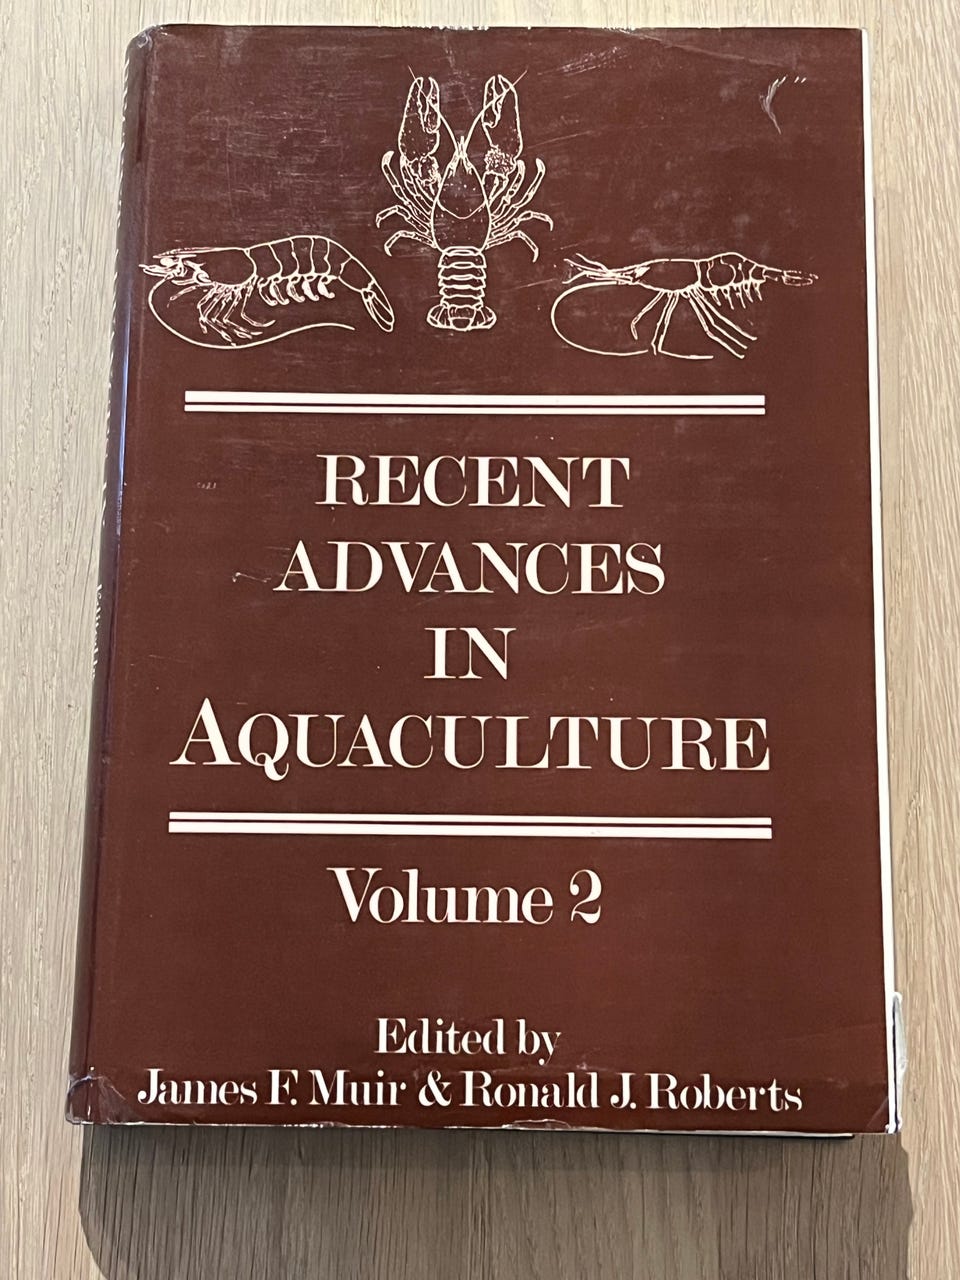 RECENT
ADVANCES
IN
AQUACULTURE
Volume 2
Edited by
James F. Muir & Ronald J. Roberts